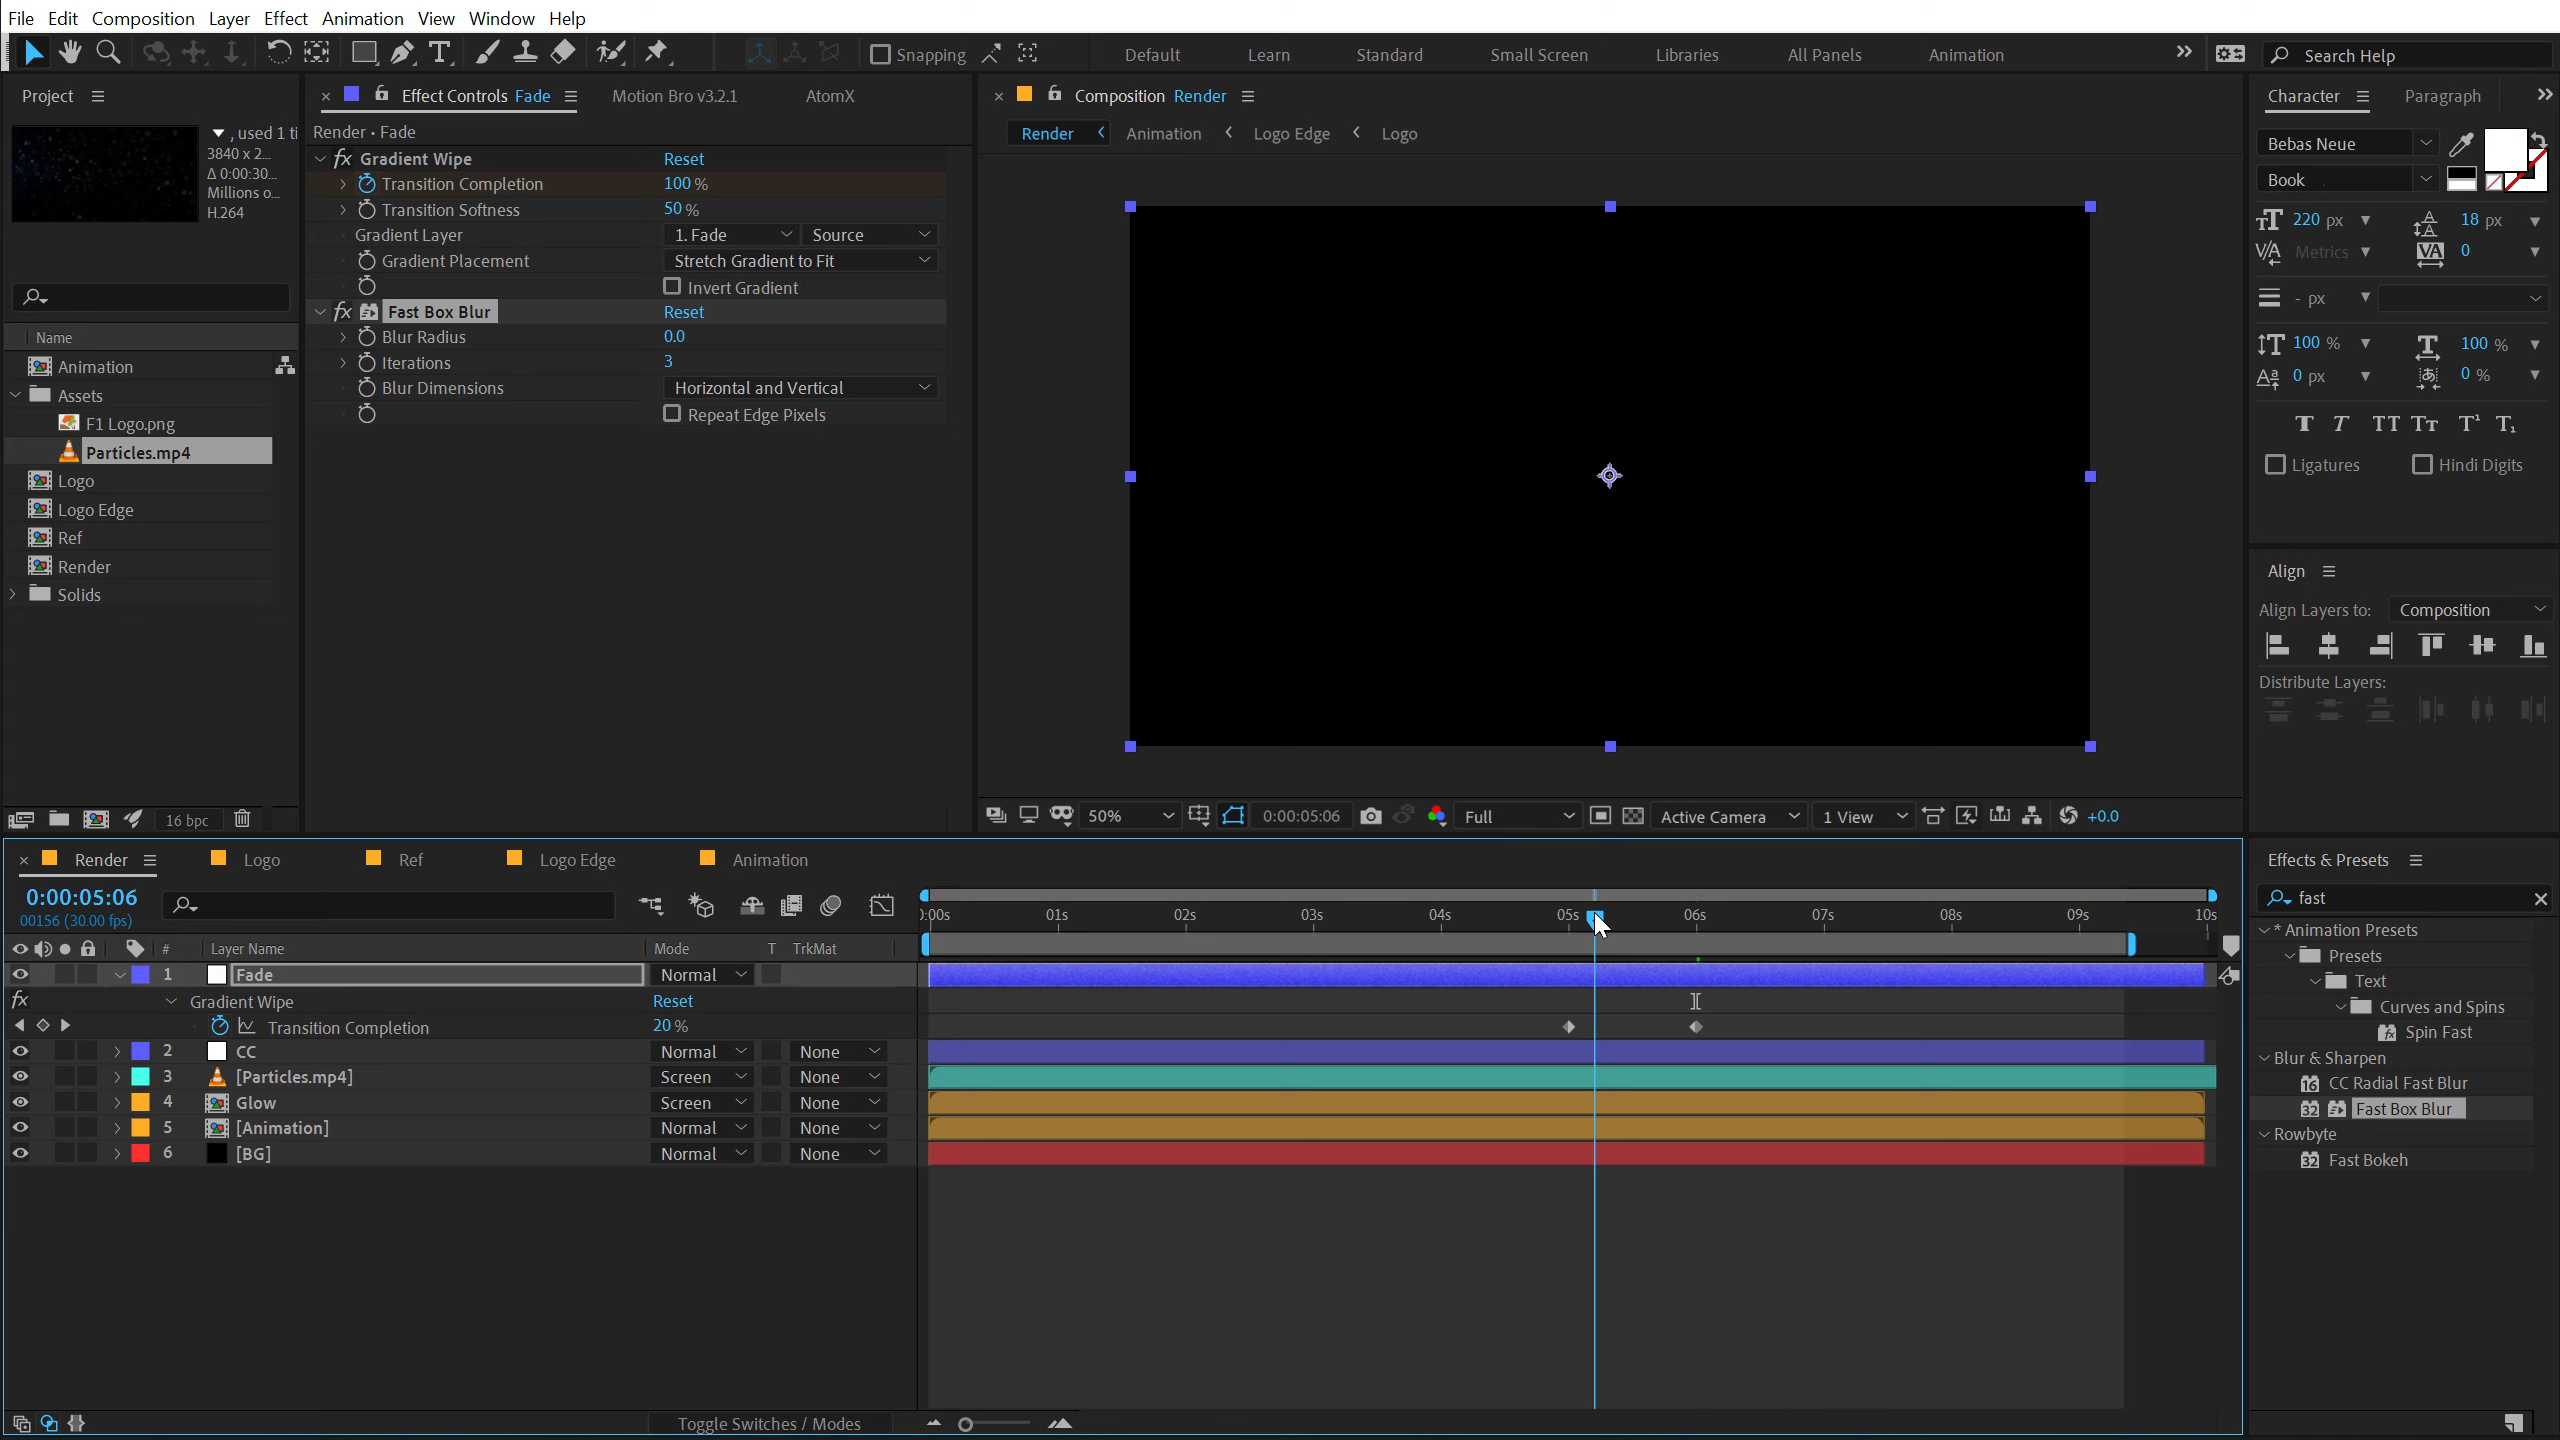 File Edit Composition Layer Effect Animation View Window Help
Snapping Default Learn Standard Small Screen Libraries All Panels Animation Search Help
Project
, used 1 ti
3840 x 2...
Δ 0:00:30...
Millions o...
H.264
Name
Animation
Assets
F1 Logo.png
Particles.mp4
Logo
Logo Edge
Ref
Render
Solids
16 bpc
Effect Controls Fade Motion Bro v3.2.1 AtomX
Render • Fade
fx Gradient Wipe Reset
Transition Completion 100 %
Transition Softness 50 %
Gradient Layer 1. Fade Source
Gradient Placement Stretch Gradient to Fit
Invert Gradient
fx Fast Box Blur Reset
Blur Radius 0.0
Iterations 3
Blur Dimensions Horizontal and Vertical
Repeat Edge Pixels
Composition Render
Render Animation Logo Edge Logo
50% 0:00:05:06 Full Active Camera 1 View +0.0
Character Paragraph
Bebas Neue
Book
220 px 18 px
Metrics 0
- px
100 % 100 %
0 px 0 %
Ligatures Hindi Digits
Align
Align Layers to: Composition
Distribute Layers:
Render Logo Ref Logo Edge Animation
0:00:05:06
00156 (30.00 fps)
):00s 01s 02s 03s 04s 05s 06s 07s 08s 09s 10s
# Layer Name Mode T TrkMat
1 Fade Normal
fx Gradient Wipe Reset
Transition Completion 20 %
2 CC Normal None
3 [Particles.mp4] Screen None
4 Glow Screen None
5 [Animation] Normal None
6 [BG] Normal None
Toggle Switches / Modes
Effects & Presets
fast
* Animation Presets
Presets
Text
Curves and Spins
Spin Fast
Blur & Sharpen
16 CC Radial Fast Blur
32 Fast Box Blur
Rowbyte
32 Fast Bokeh